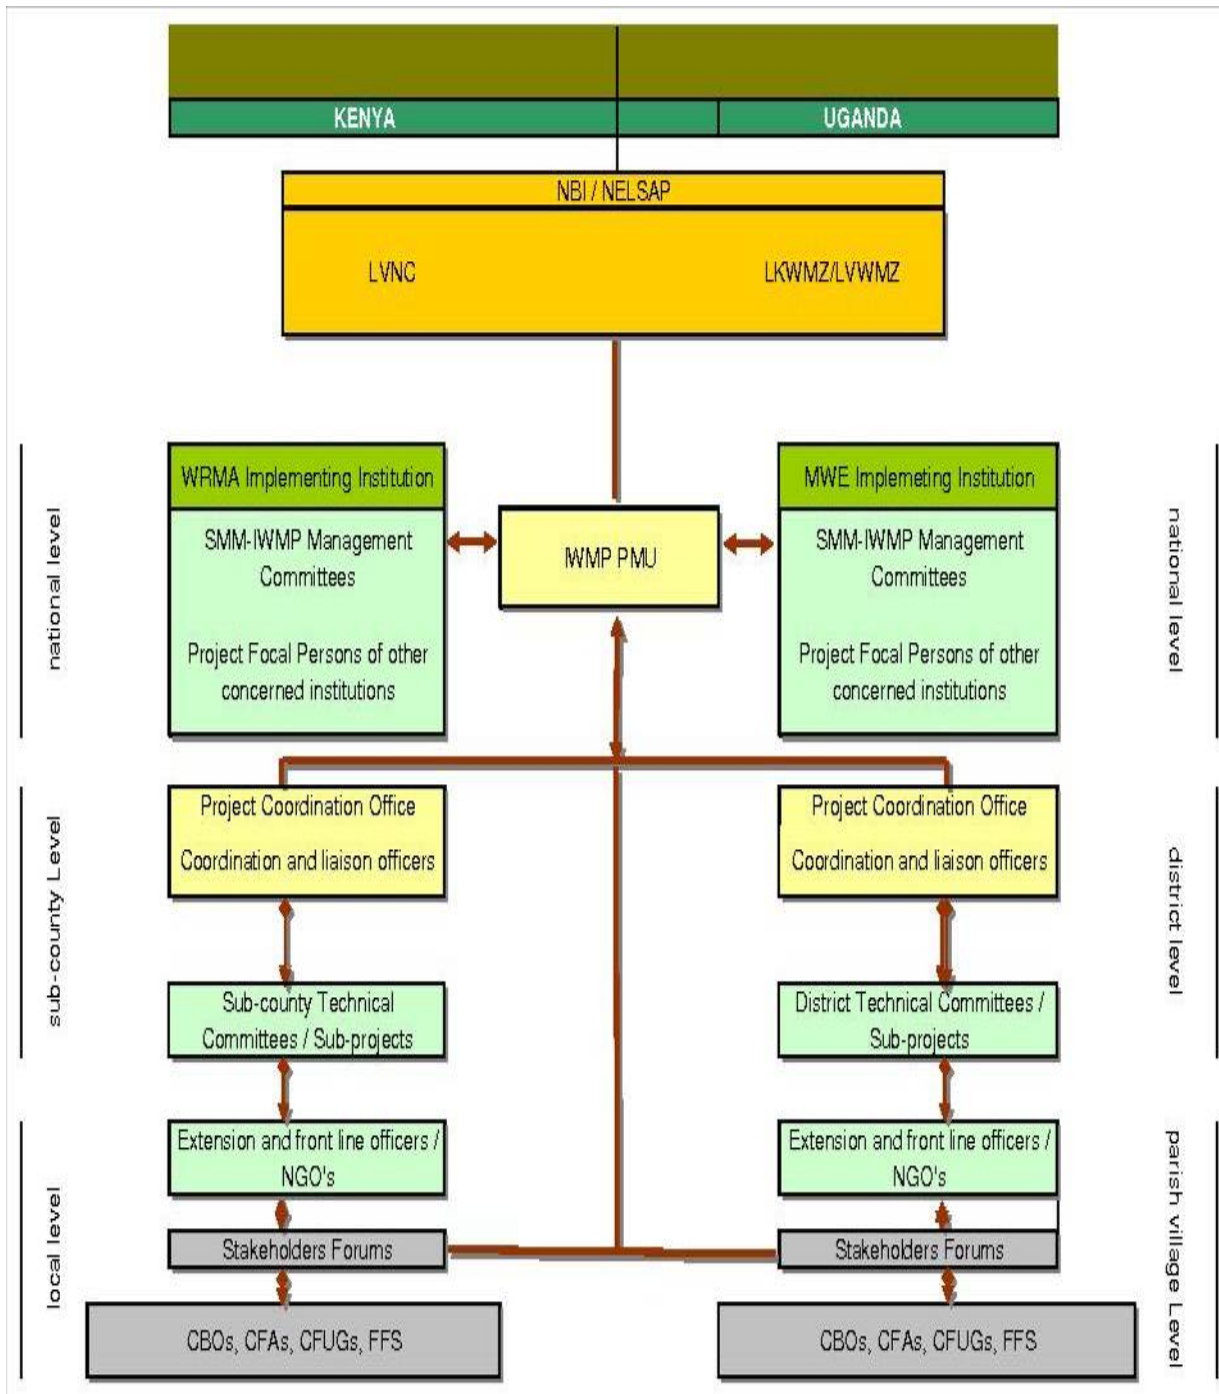 KENYA
UGANDA
NBI / NELSAP
LVNC
LKWMZ/LVWMZ
national level
WRMA Implementing Institution
SMM-IWMP Management
Committees
Project Focal Persons of other
concerned institutions
IWMP PMU
MWE Implemeting Institution
SMM-IWMP Management
Committees
Project Focal Persons of other
concerned institutions
national level
sub-county Level
Project Coordination Office
Coordination and liaison officers
Sub-county Technical
Committees / Sub-projects
Project Coordination Office
Coordination and liaison officers
District Technical Committees /
Sub-projects
district level
local level
Extension and front line officers /
NGO's
Stakeholders Forums
CBOs, CFAs, CFUGs, FFS
Extension and front line officers /
NGO's
Stakeholders Forums
CBOs, CFAs, CFUGs, FFS
parish village Level